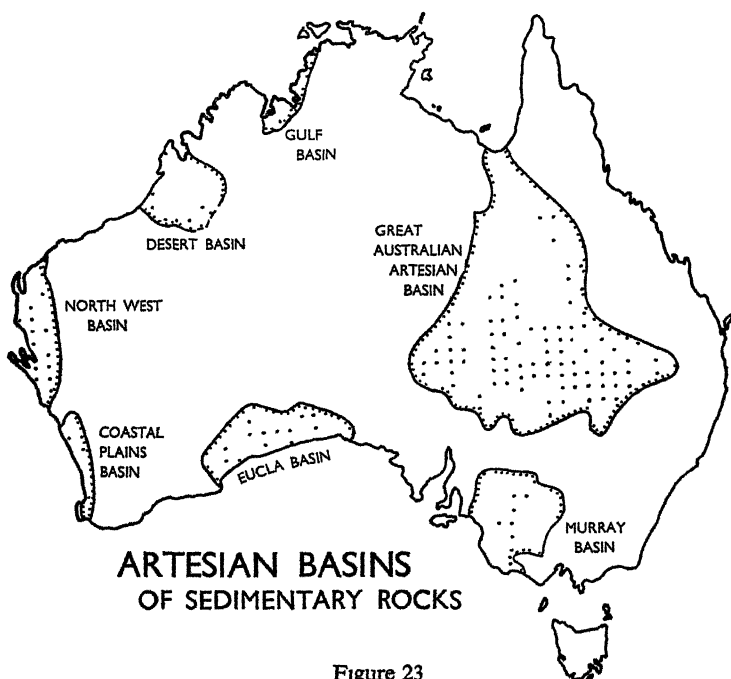 GULF
BASIN
DESERT BASIN
GREAT
AUSTRALIAN
ARTESIAN
BASIN
NORTH WEST
BASIN
COASTAL
PLAINS
BASIN
EUCLA BASIN
MURRAY
BASIN
ARTESIAN BASINS
OF SEDIMENTARY ROCKS
Figure 23